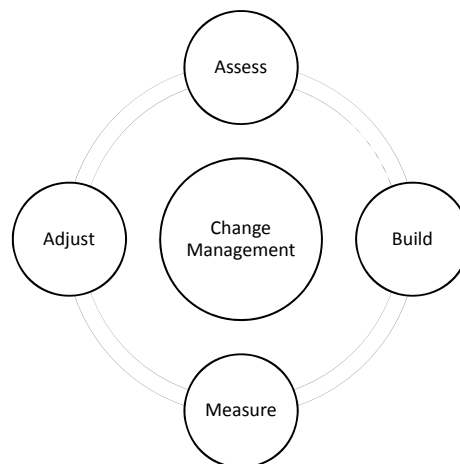 Assess
Adjust
Change
Management
Build
Measure